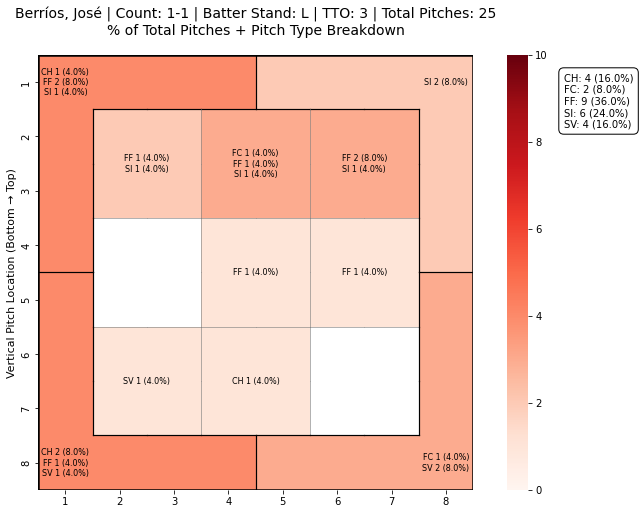 Berríos, José | Count: 1-1 | Batter Stand: L | TTO: 3 | Total Pitches: 25
% of Total Pitches + Pitch Type Breakdown
CH 1 (4.0%)
FF 2 (8.0%)
SI 1 (4.0%)
SI 2 (8.0%)
FF 1 (4.0%)
SI 1 (4.0%)
FC 1 (4.0%)
FF 1 (4.0%)
SI 1 (4.0%)
FF 2 (8.0%)
SI 1 (4.0%)
FF 1 (4.0%)
FF 1 (4.0%)
SV 1 (4.0%)
CH 1 (4.0%)
CH 2 (8.0%)
FF 1 (4.0%)
SV 1 (4.0%)
FC 1 (4.0%)
SV 2 (8.0%)
Vertical Pitch Location (Bottom → Top)
1
2
3
4
5
6
7
8
1
2
3
4
5
6
7
8
10
8
6
4
2
0
CH: 4 (16.0%)
FC: 2 (8.0%)
FF: 9 (36.0%)
SI: 6 (24.0%)
SV: 4 (16.0%)